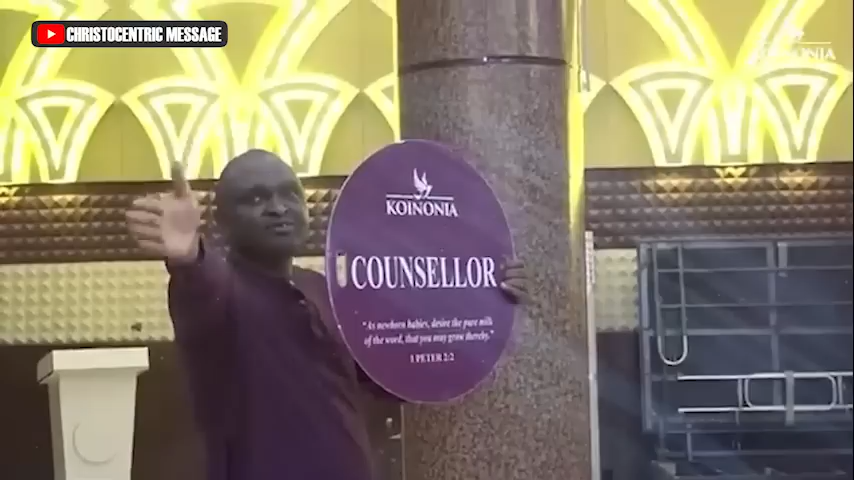 CHRISTOCENTRIC MESSAGE
KOINONIA
KOINONIA
COUNSELLOR
"As newborn babies, desire the pure milk
of the word, that you may grow thereby."
1 PETER 2:2